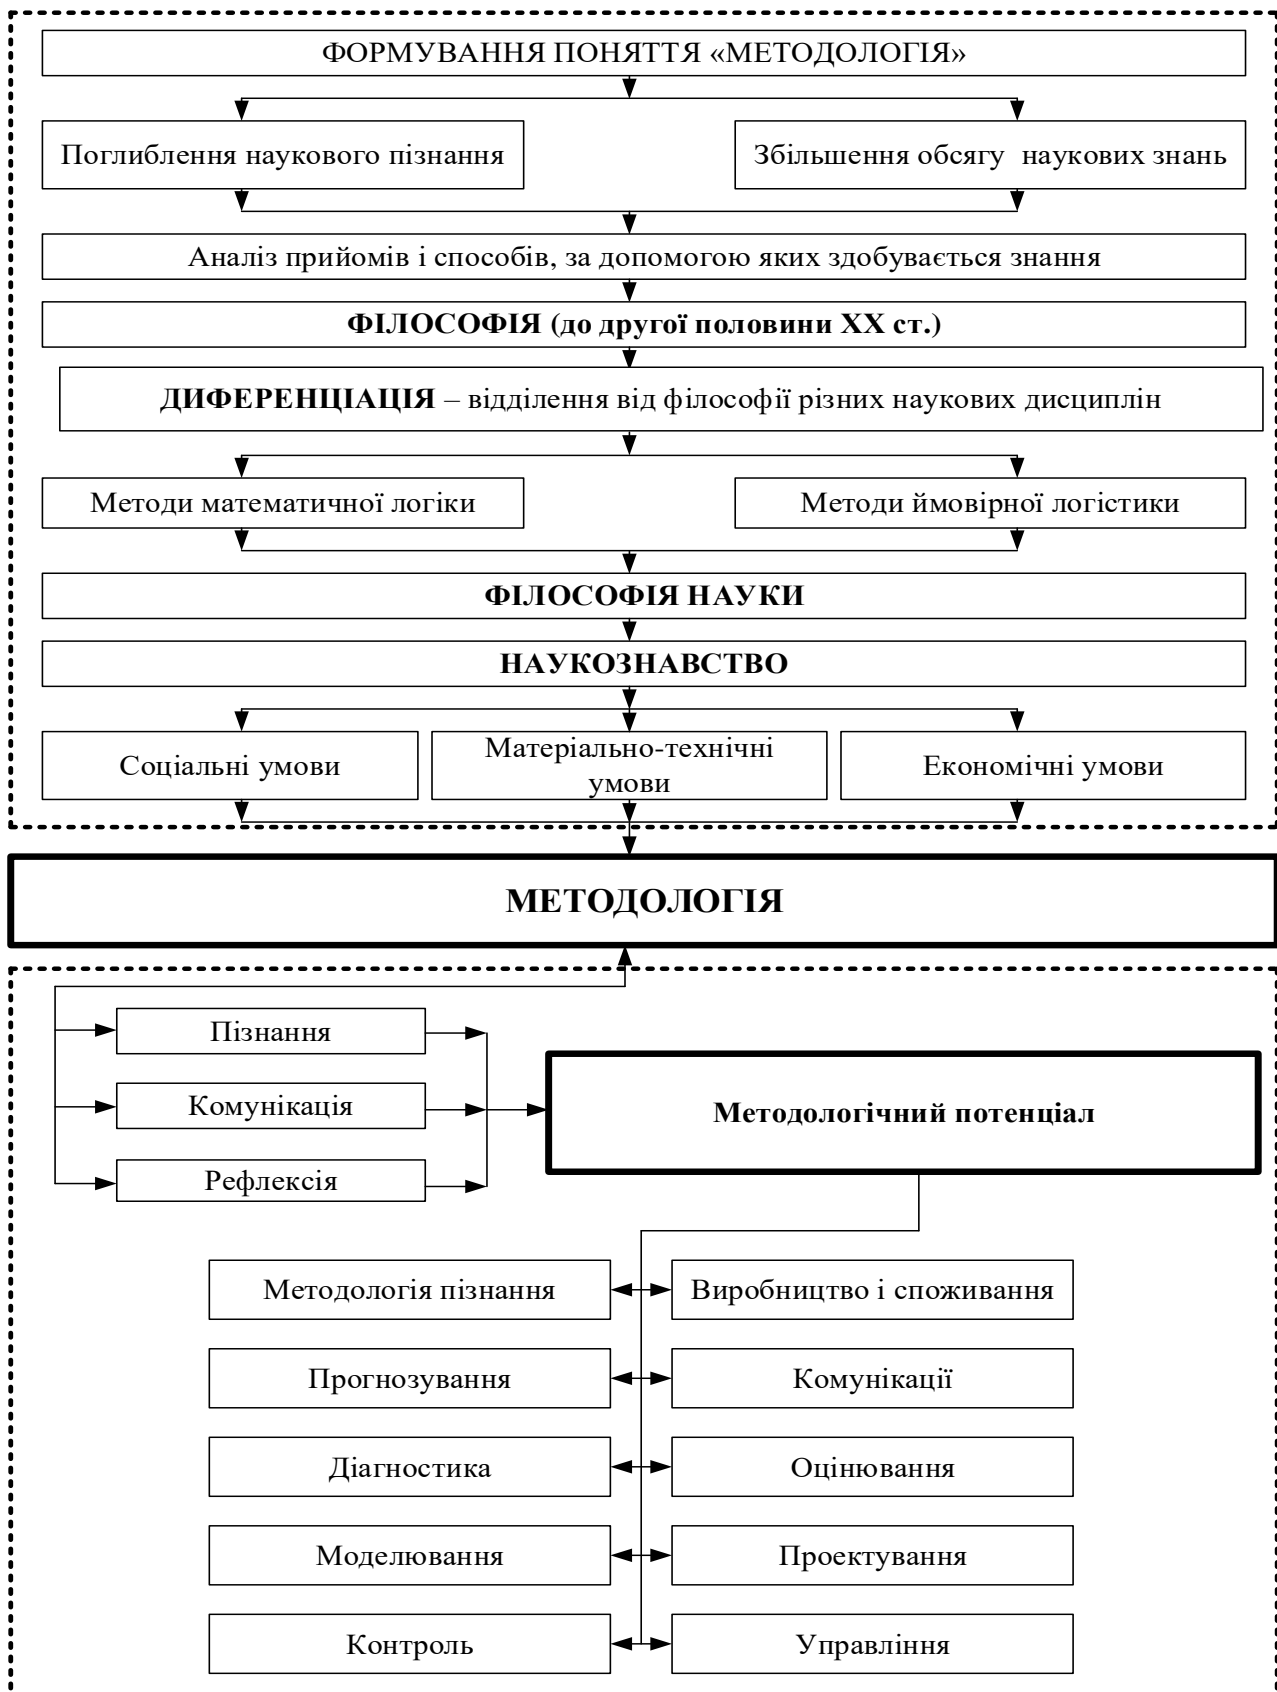 ФОРМУВАННЯ ПОНЯТТЯ «МЕТОДОЛОГІЯ»
Поглиблення наукового пізнання
Збільшення обсягу наукових знань
Аналіз прийомів і способів, за допомогою яких здобувається знання
ФІЛОСОФІЯ (до другої половини ХХ ст.)
ДИФЕРЕНЦІАЦІЯ – відділення від філософії різних наукових дисциплін
Методи математичної логіки
Методи ймовірної логістики
ФІЛОСОФІЯ НАУКИ
НАУКОЗНАВСТВО
Соціальні умови
Матеріально-технічні
умови
Економічні умови
МЕТОДОЛОГІЯ
Пізнання
Комунікація
Рефлексія
Методологічний потенціал
Методологія пізнання
Виробництво і споживання
Прогнозування
Комунікації
Діагностика
Оцінювання
Моделювання
Проектування
Контроль
Управління